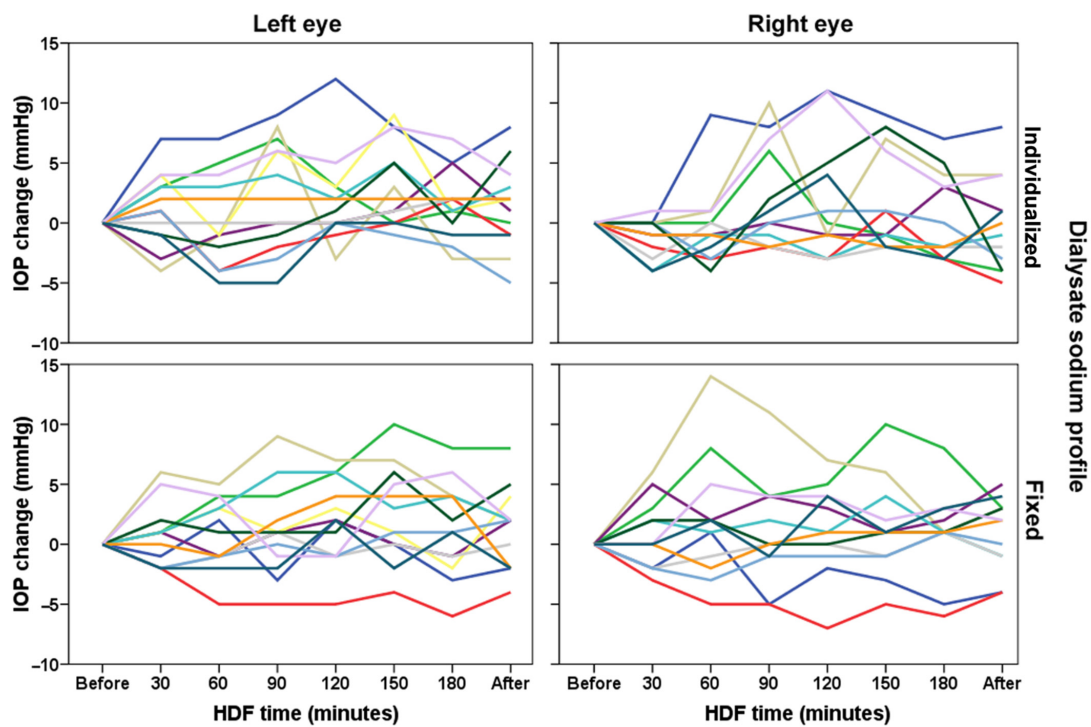 Left eye
Right eye
15
10
5
0
−5
−10
IOP change (mmHg)
Individualized
15
10
5
0
−5
−10
IOP change (mmHg)
Fixed
Dialysate sodium profile
Before 30 60 90 120 150 180 After
Before 30 60 90 120 150 180 After
HDF time (minutes)
HDF time (minutes)